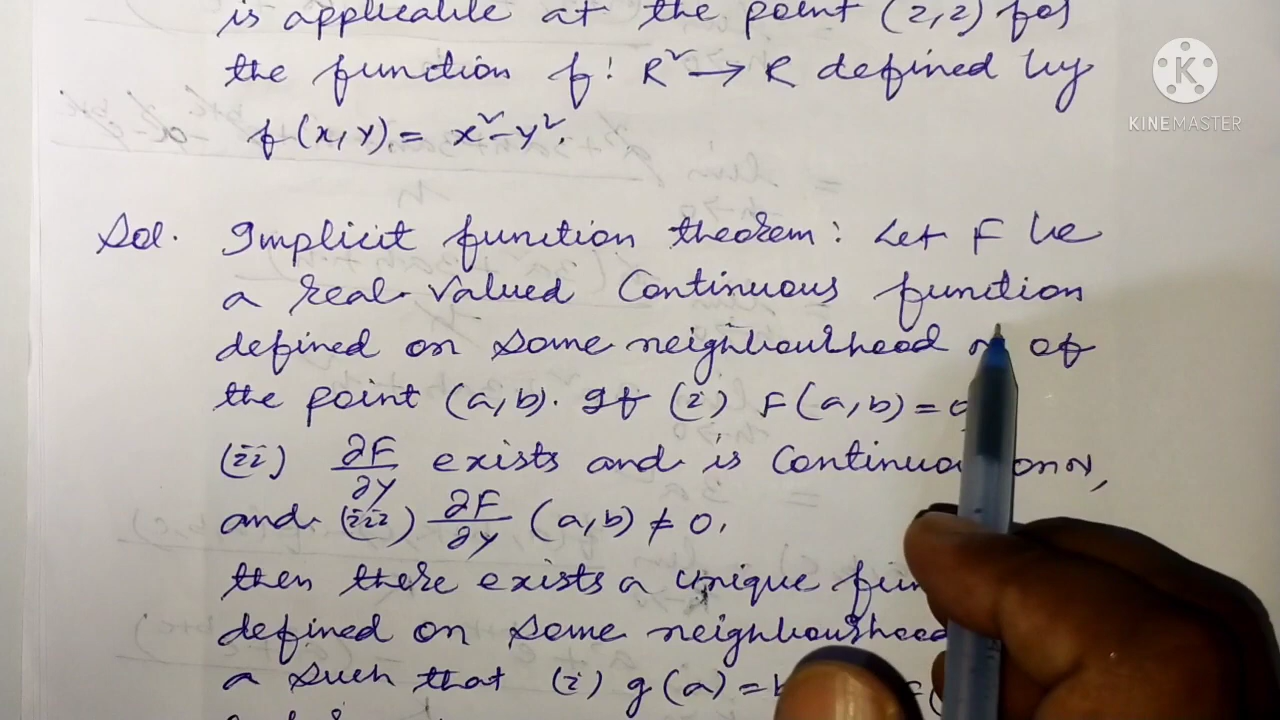 is applicable at the point (2,2) for
the function f: R² → R defined by
f(x,y) = x² - y².
KINEMASTER
Sol. Implicit function theorem: Let F be
a real-valued continuous function
defined on some neighbourhood N of
the point (a,b). If (i) F(a,b) = 0
(ii) ∂F/∂y exists and is continuous on N,
and (iii) ∂F/∂y (a,b) ≠ 0,
then there exists a unique
defined on some neighbourhood
a such that (i) g(a) = b